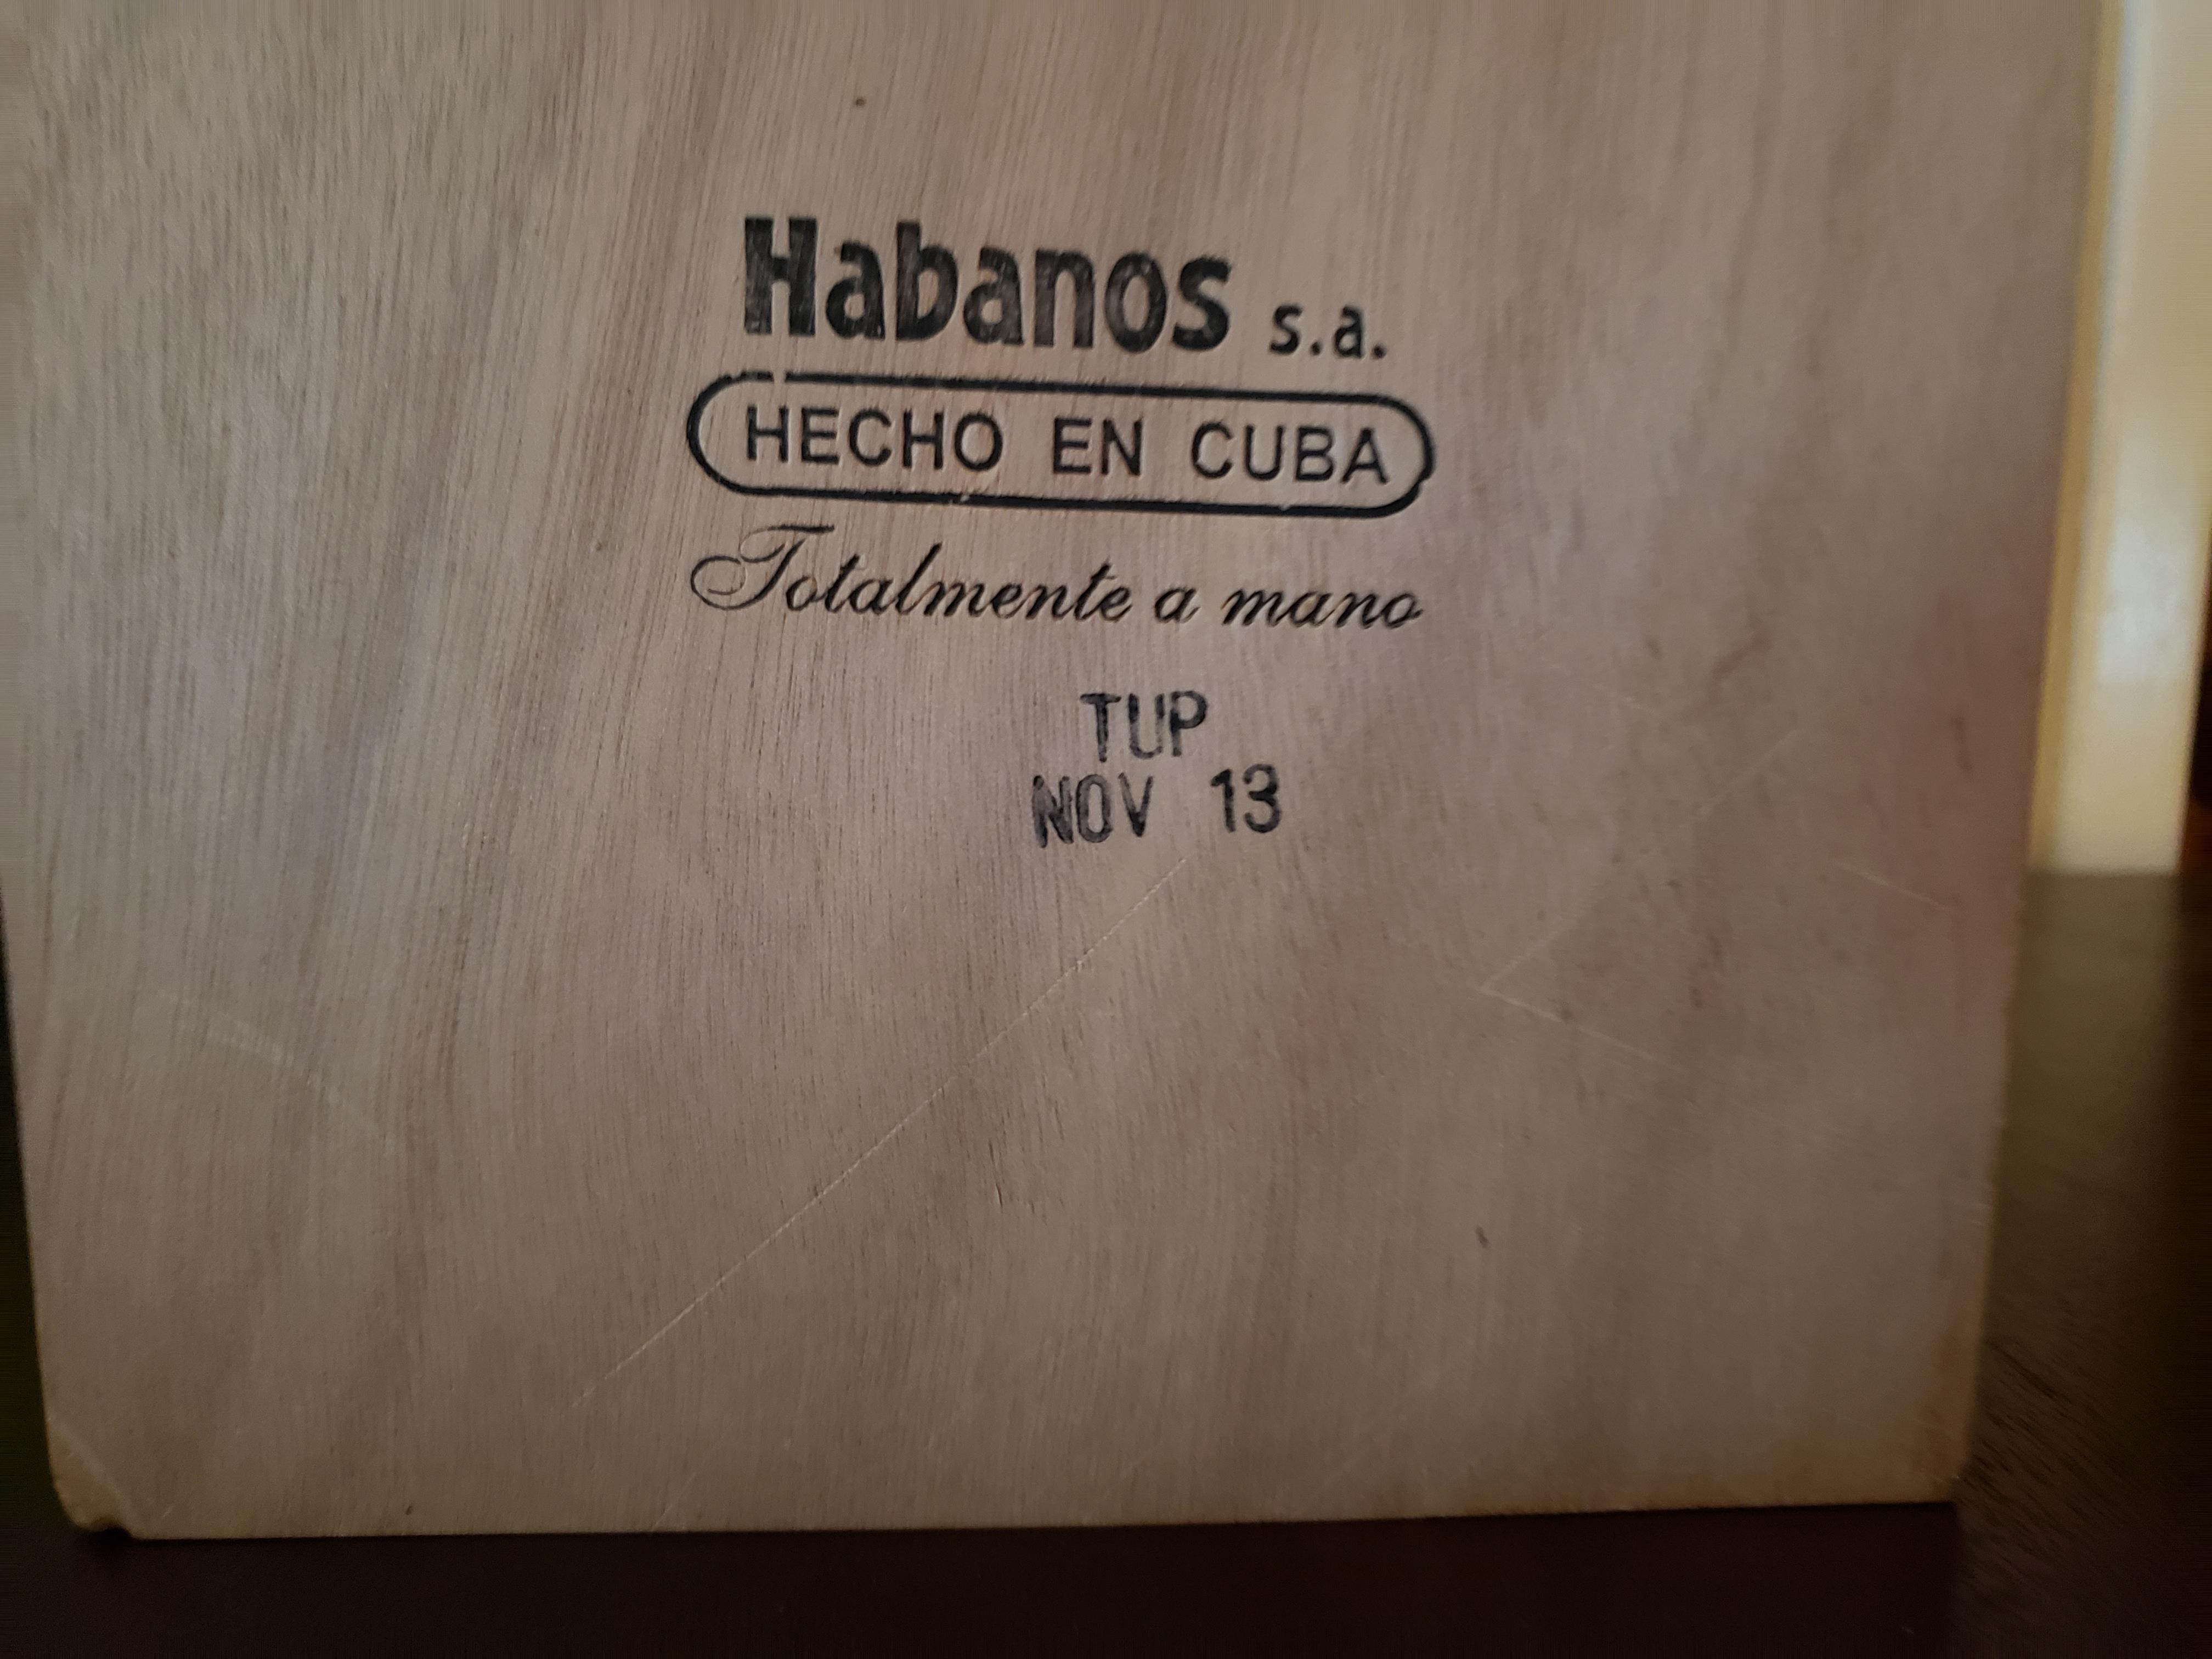 Habanos s.a.
HECHO EN CUBA
Totalmente a mano
TUP
NOV 13